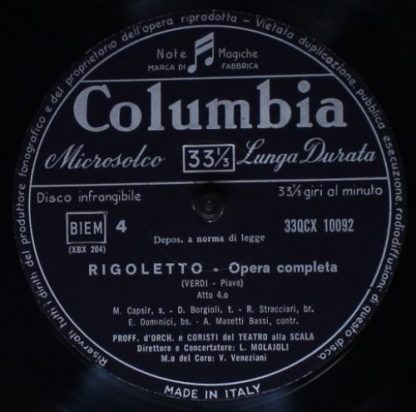 Riservati tutti i diritti del produttore fonografico e del proprietario dell'opera riprodotta - Vietata duplicazione, pubblica esecuzione, radiodiffusione di questo disco.
Note Magiche
MARCA DI FABBRICA
Columbia
Microsolco 33⅓ Lunga Durata
Disco infrangibile 33⅓ giri al minuto
BIEM 4 33QCX 10092
(XBX 204)
Depos. a norma di legge
RIGOLETTO - Opera completa
(VERDI - Piave)
Atto 4.o
M. Capsir, s. - D. Borgioli, t. - R. Stracciari, br.
E. Dominici, bs. - A. Masetti Bassi, contr.
PROFF. d'ORCH. e CORISTI del TEATRO alla SCALA
Direttore e Concertatore: L. MOLAJOLI
M.o del Coro: V. Veneziani
MADE IN ITALY